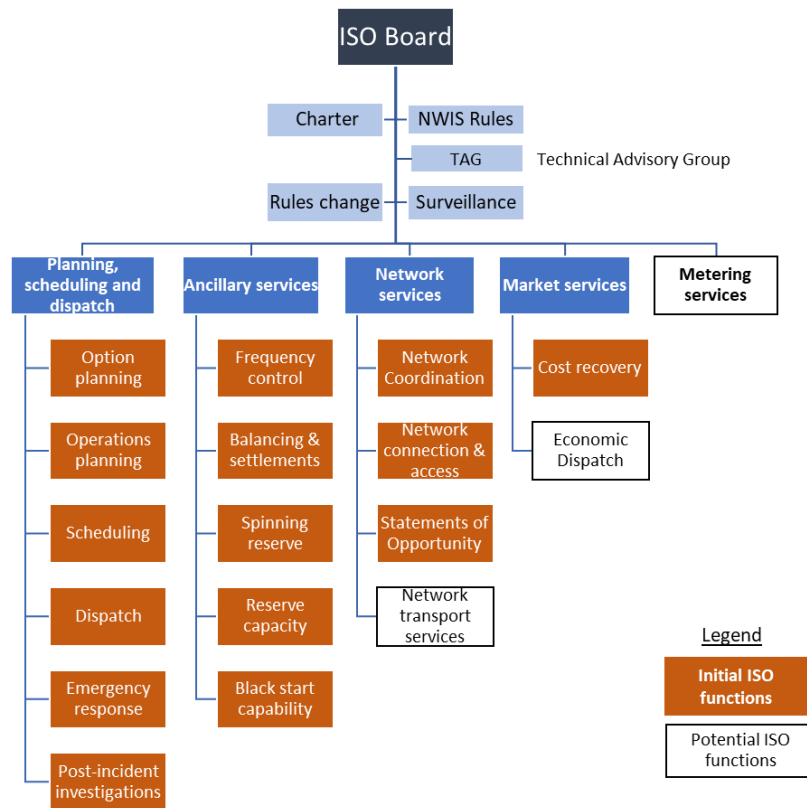 ISO Board
Charter
NWIS Rules
TAG
Technical Advisory Group
Rules change
Surveillance
Planning,
scheduling and
dispatch
Ancillary services
Network
services
Market services
Metering
services
Option
planning
Frequency
control
Network
Coordination
Cost recovery
Operations
planning
Balancing &
settlements
Network
connection &
access
Economic
Dispatch
Scheduling
Spinning
reserve
Statements of
Opportunity
Dispatch
Reserve
capacity
Network
transport
services
Emergency
response
Black start
capability
Post-incident
investigations
Legend
Initial ISO
functions
Potential ISO
functions